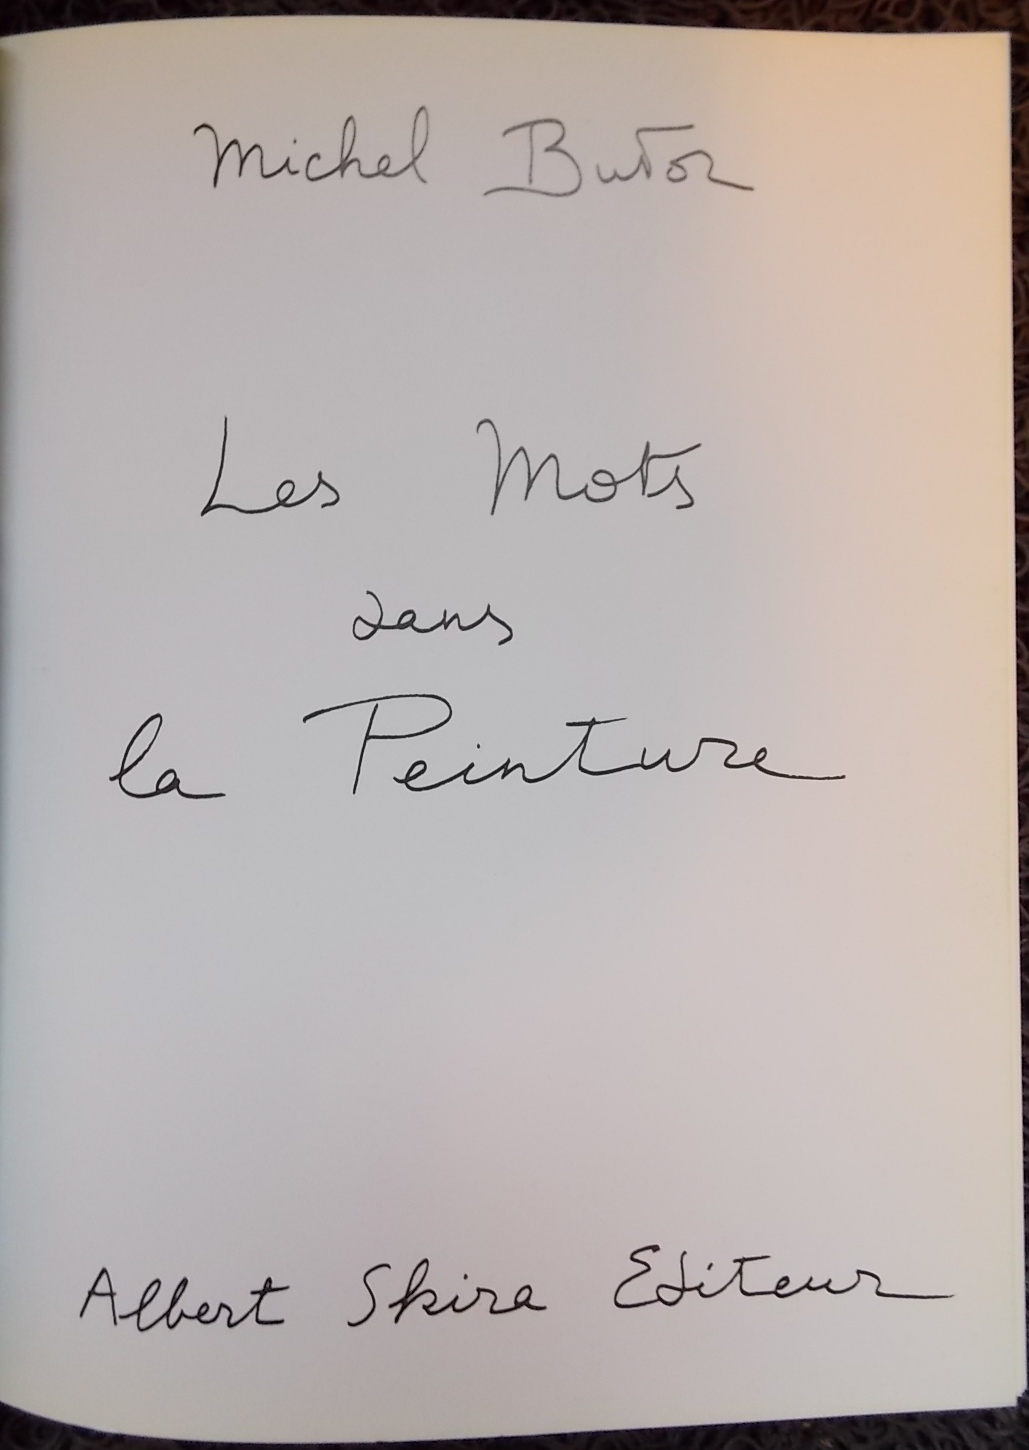 Michel Butor
Les Mots
dans
la Peinture
Albert Skira Editeur